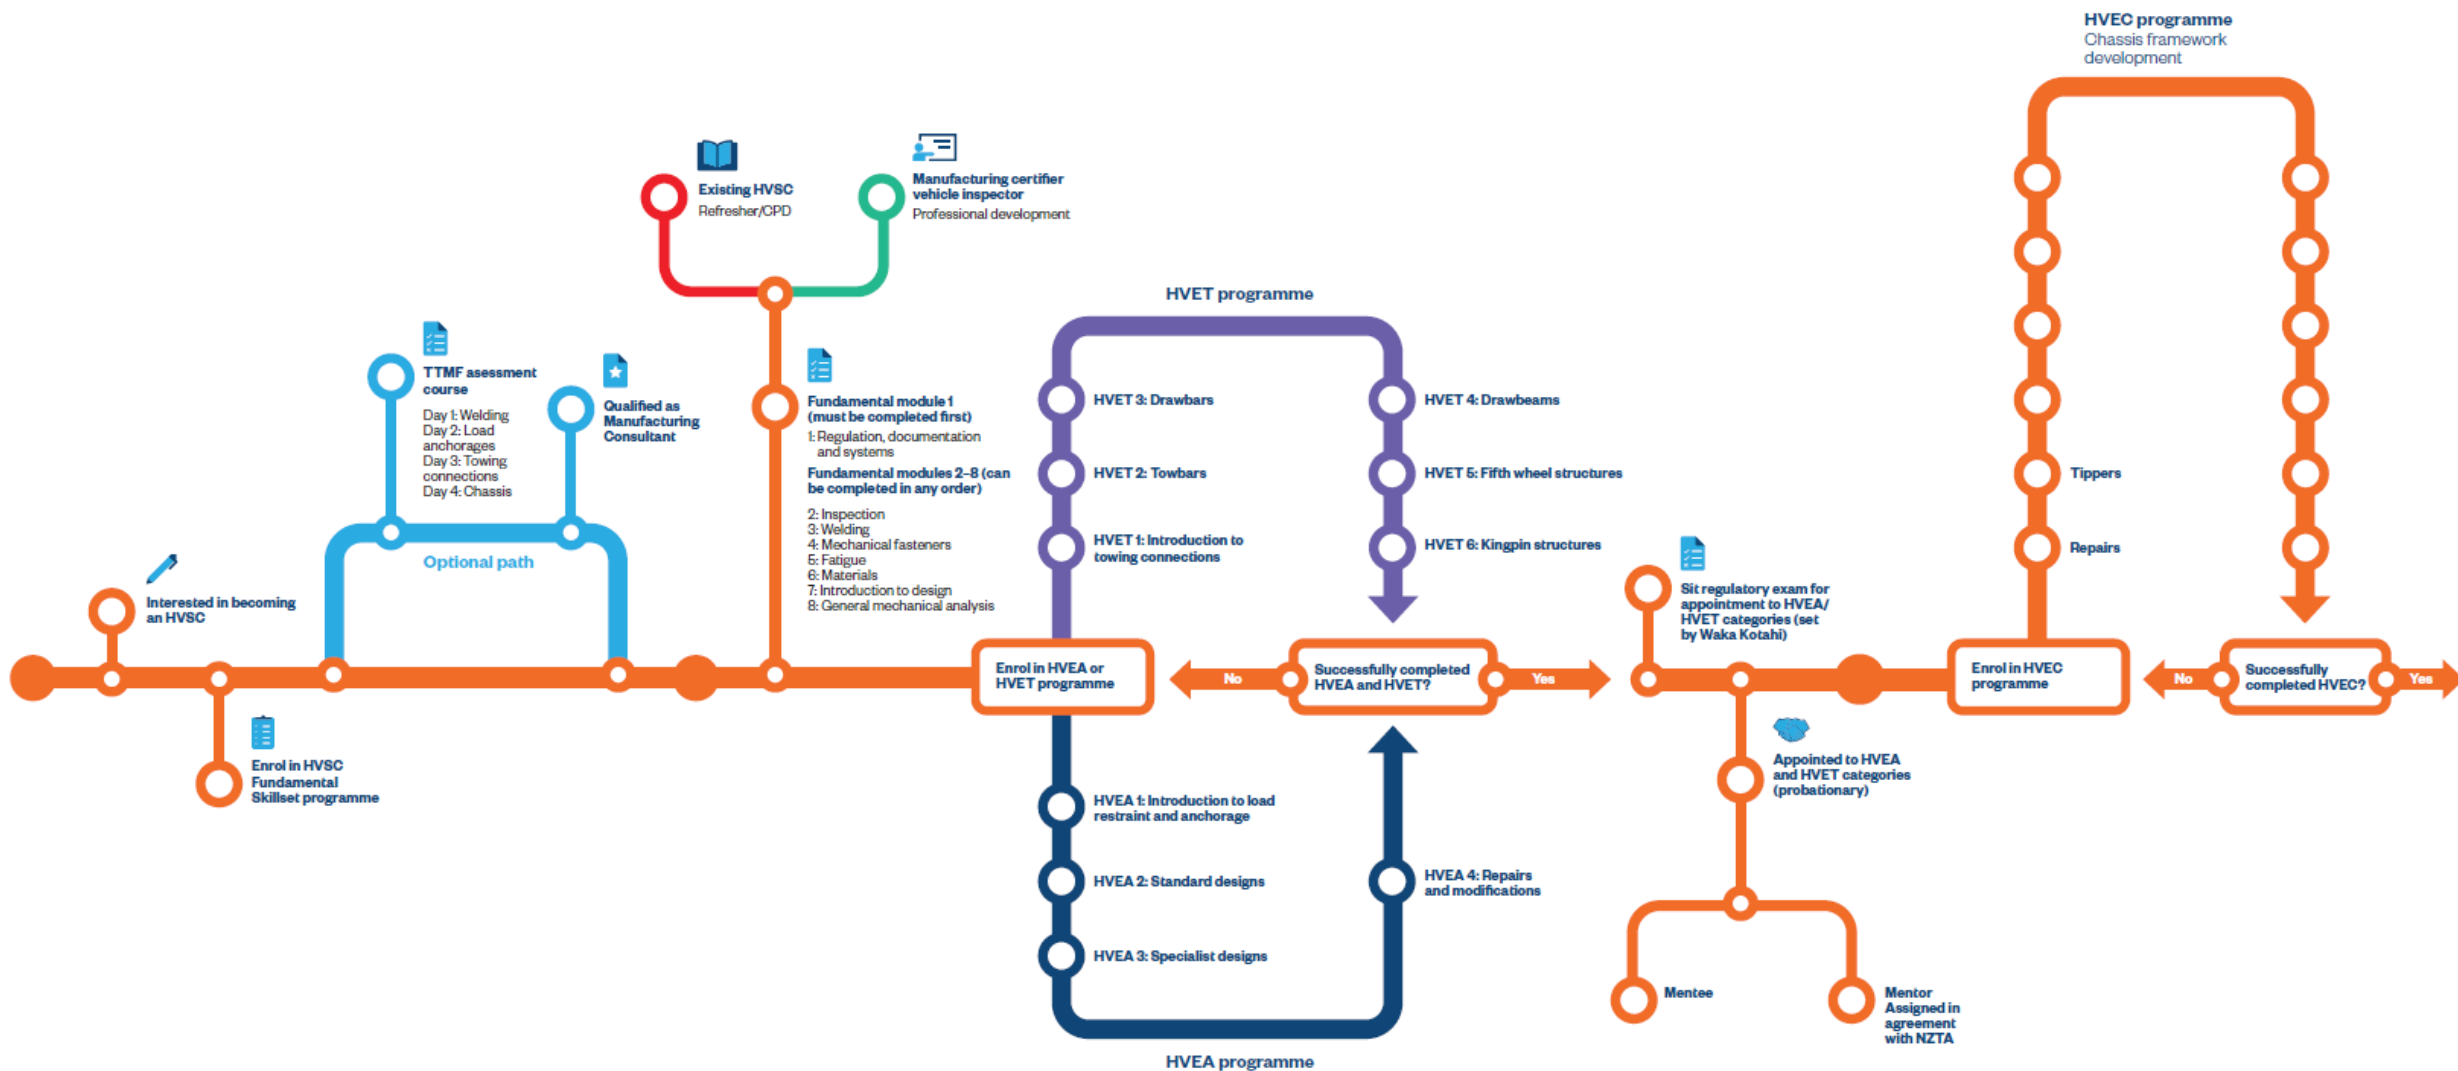 HVEC programme
Chassis framework
development
Existing HVSC
Refresher/CPD
Manufacturing certifier
vehicle inspector
Professional development
HVET programme
TTMF asessment
course
Day 1: Welding
Day 2: Load
anchorages
Day 3: Towing
connections
Day 4: Chassis
Qualified as
Manufacturing
Consultant
Optional path
Interested in becoming
an HVSC
Enrol in HVSC
Fundamental
Skillset programme
Fundamental module 1
(must be completed first)
1: Regulation, documentation
and systems
Fundamental modules 2–8 (can
be completed in any order)
2: Inspection
3: Welding
4: Mechanical fasteners
5: Fatigue
6: Materials
7: Introduction to design
8: General mechanical analysis
HVET 3: Drawbars
HVET 2: Towbars
HVET 1: Introduction to
towing connections
HVET 4: Drawbeams
HVET 5: Fifth wheel structures
HVET 6: Kingpin structures
Enrol in HVEA or
HVET programme
No
Successfully completed
HVEA and HVET?
Yes
HVEA 1: Introduction to load
restraint and anchorage
HVEA 2: Standard designs
HVEA 3: Specialist designs
HVEA 4: Repairs
and modifications
HVEA programme
Sit regulatory exam for
appointment to HVEA/
HVET categories (set
by Waka Kotahi)
Appointed to HVEA
and HVET categories
(probationary)
Mentee
Mentor
Assigned in
agreement
with NZTA
Tippers
Repairs
Enrol in HVEC
programme
No
Successfully
completed HVEC?
Yes